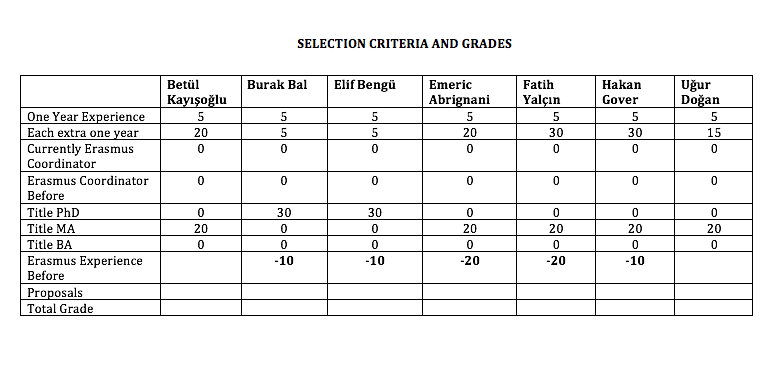 SELECTION CRITERIA AND GRADES
Betül Kayışoğlu Burak Bal Elif Bengü Emeric Abrignani Fatih Yalçın Hakan Gover Uğur Doğan
One Year Experience 5 5 5 5 5 5 5
Each extra one year 20 5 5 20 30 30 15
Currently Erasmus Coordinator 0 0 0 0 0 0 0
Erasmus Coordinator Before 0 0 0 0 0 0 0
Title PhD 0 30 30 0 0 0 0
Title MA 20 0 0 20 20 20 20
Title BA 0 0 0 0 0 0 0
Erasmus Experience Before -10 -10 -20 -20 -10
Proposals
Total Grade